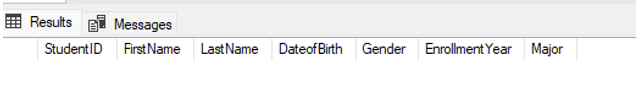 Results Messages
StudentID FirstName LastName DateofBirth Gender EnrollmentYear Major